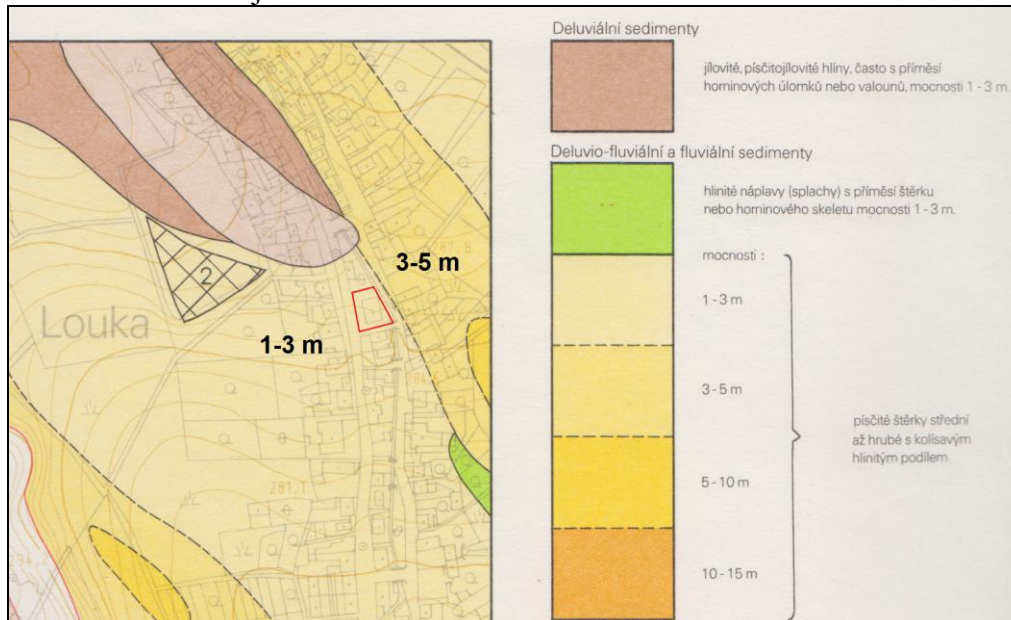 Deluviální sedimenty
jílovité, písčitojílovité hlíny, často s příměsí
horninových úlomků nebo valounů, mocnosti 1 - 3 m.
Deluvio-fluviální a fluviální sedimenty
hlinité náplavy (splachy) s příměsí štěrku
nebo horninového skeletu mocnosti 1 - 3 m.
mocnosti :
1 - 3 m
3 - 5 m
písčité štěrky střední
až hrubé s kolísavým
hlinitým podílem
5 - 10 m
10 - 15 m
3-5 m
2
Louka
1-3 m
281,1